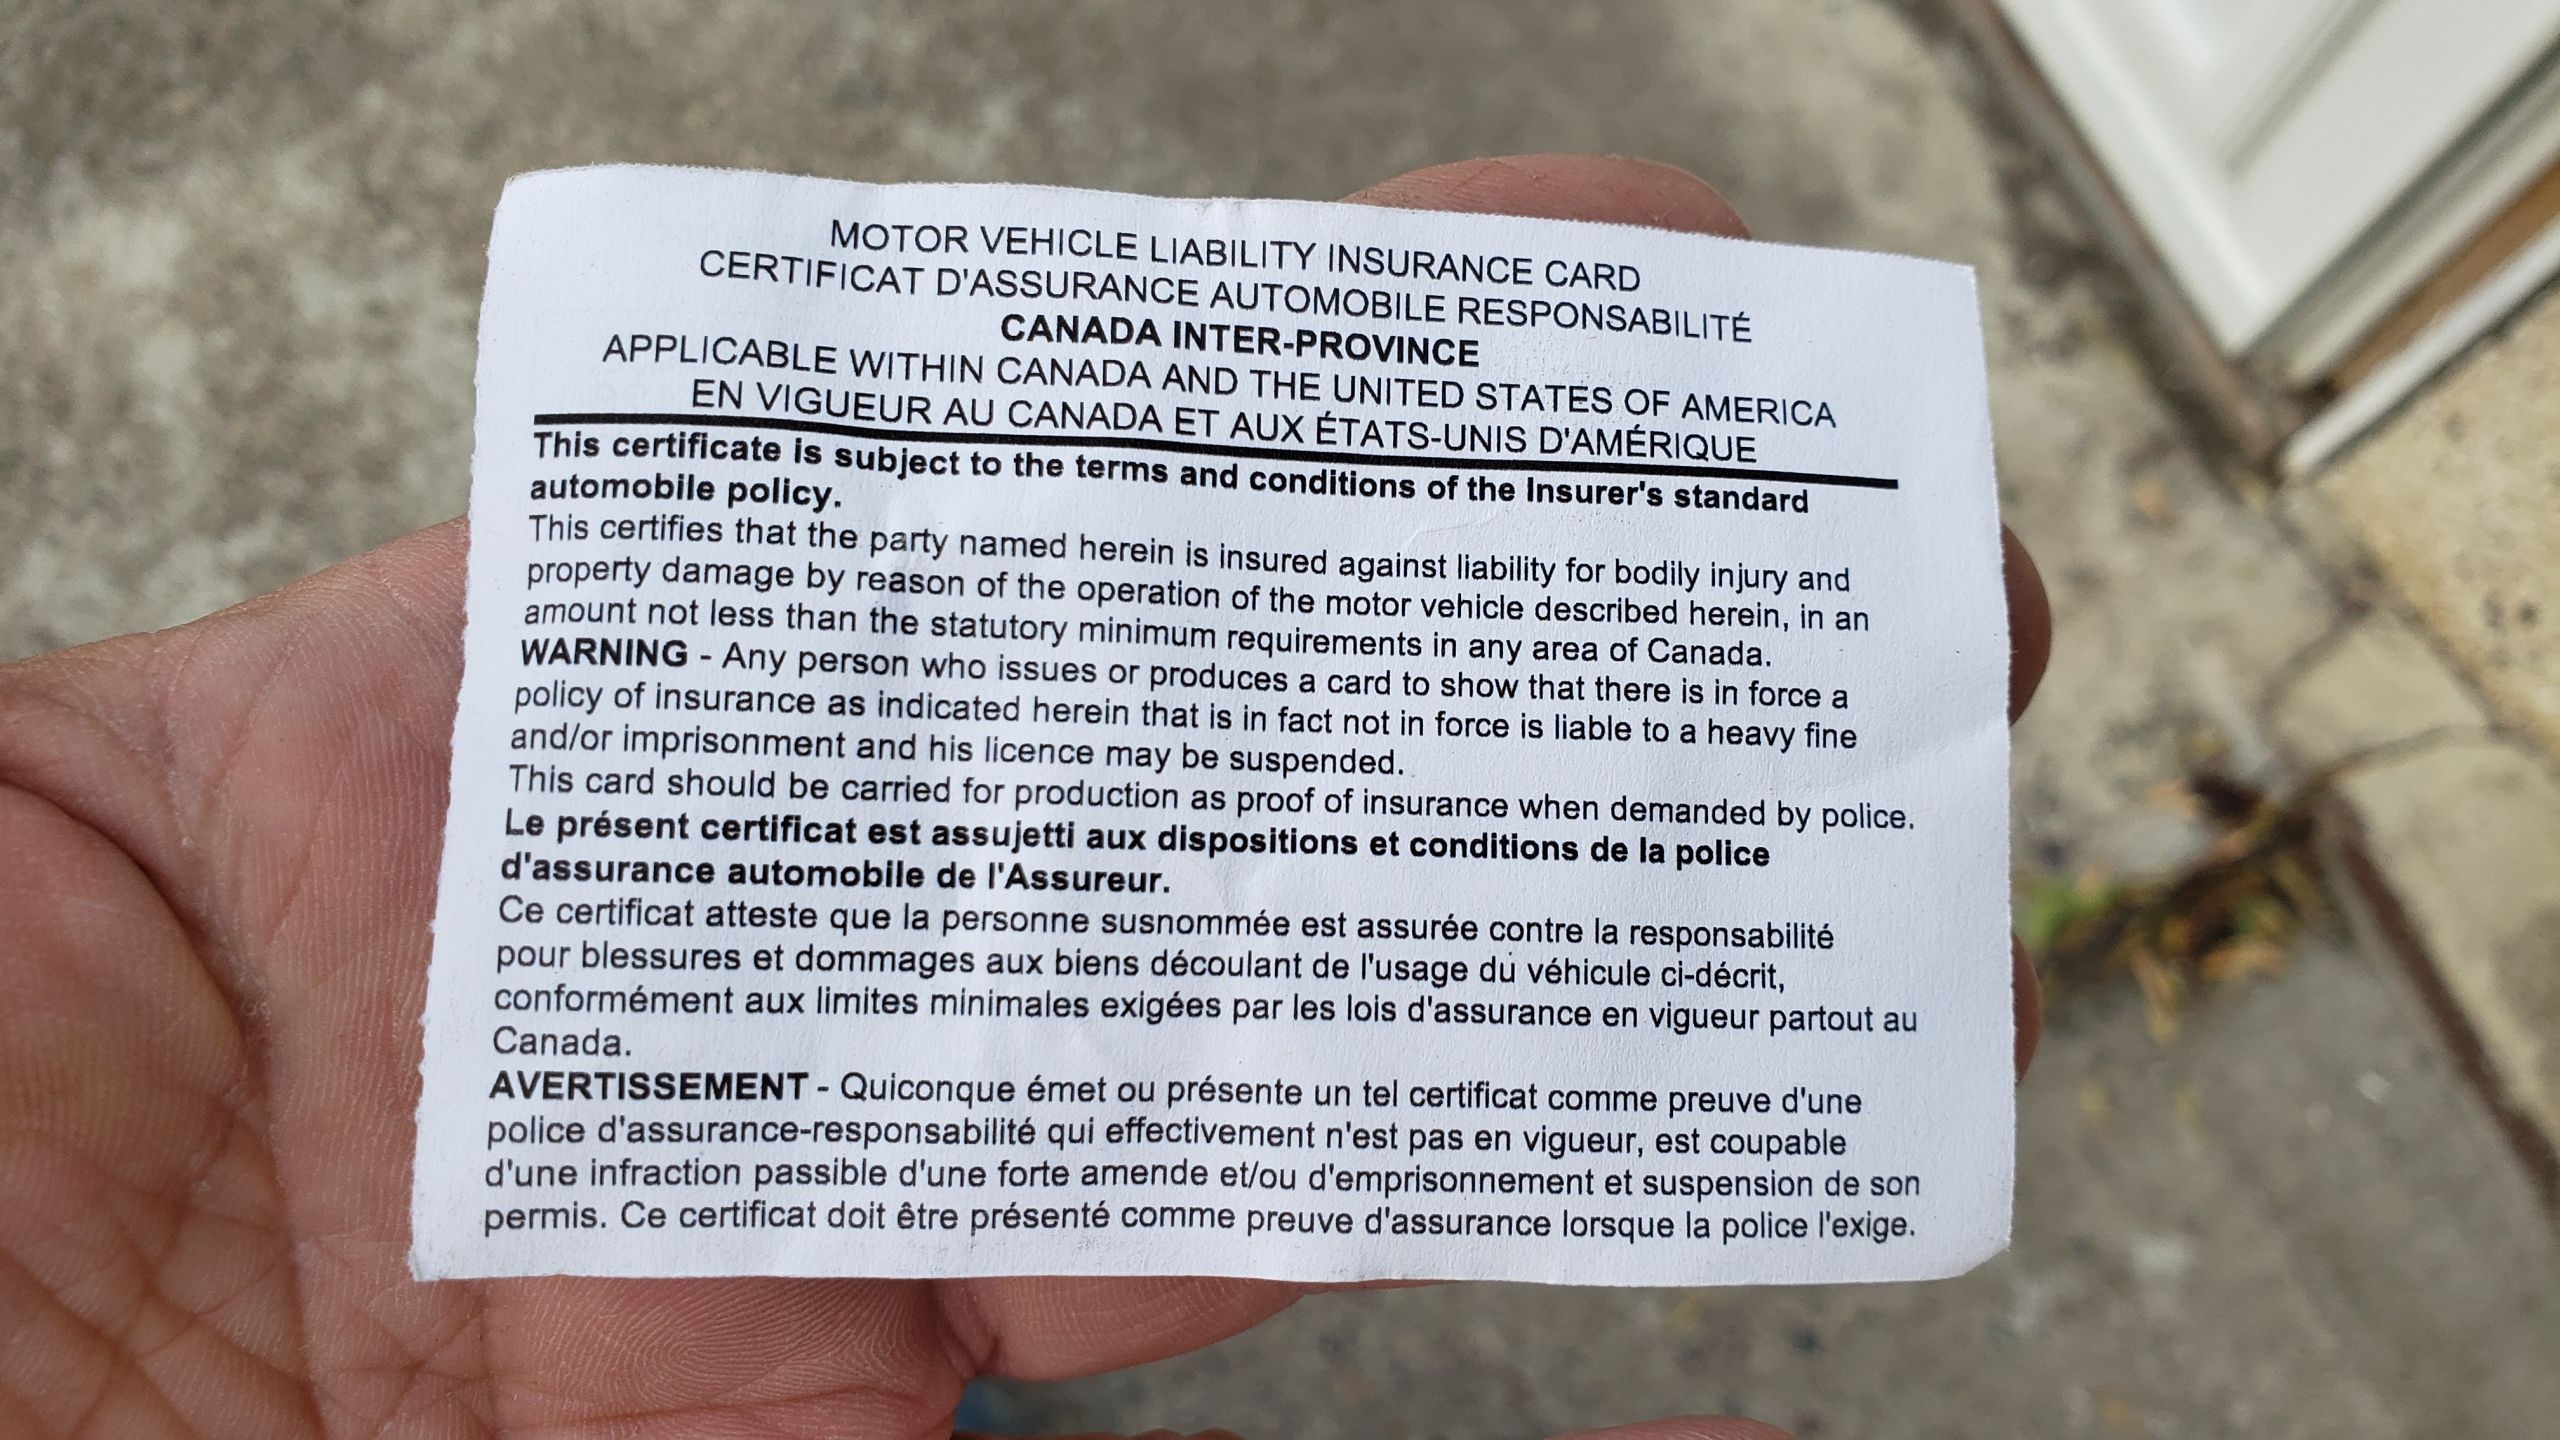 MOTOR VEHICLE LIABILITY INSURANCE CARD
CERTIFICAT D'ASSURANCE AUTOMOBILE RESPONSABILITÉ
CANADA INTER-PROVINCE
APPLICABLE WITHIN CANADA AND THE UNITED STATES OF AMERICA
EN VIGUEUR AU CANADA ET AUX ÉTATS-UNIS D'AMÉRIQUE
This certificate is subject to the terms and conditions of the Insurer's standard
automobile policy.
This certifies that the party named herein is insured against liability for bodily injury and
property damage by reason of the operation of the motor vehicle described herein, in an
amount not less than the statutory minimum requirements in any area of Canada.
WARNING - Any person who issues or produces a card to show that there is in force a
policy of insurance as indicated herein that is in fact not in force is liable to a heavy fine
and/or imprisonment and his licence may be suspended.
This card should be carried for production as proof of insurance when demanded by police.
Le présent certificat est assujetti aux dispositions et conditions de la police
d'assurance automobile de l'Assureur.
Ce certificat atteste que la personne susnommée est assurée contre la responsabilité
pour blessures et dommages aux biens découlant de l'usage du véhicule ci-décrit,
conformément aux limites minimales exigées par les lois d'assurance en vigueur partout au
Canada.
AVERTISSEMENT - Quiconque émet ou présente un tel certificat comme preuve d'une
police d'assurance-responsabilité qui effectivement n'est pas en vigueur, est coupable
d'une infraction passible d'une forte amende et/ou d'emprisonnement et suspension de son
permis. Ce certificat doit être présenté comme preuve d'assurance lorsque la police l'exige.